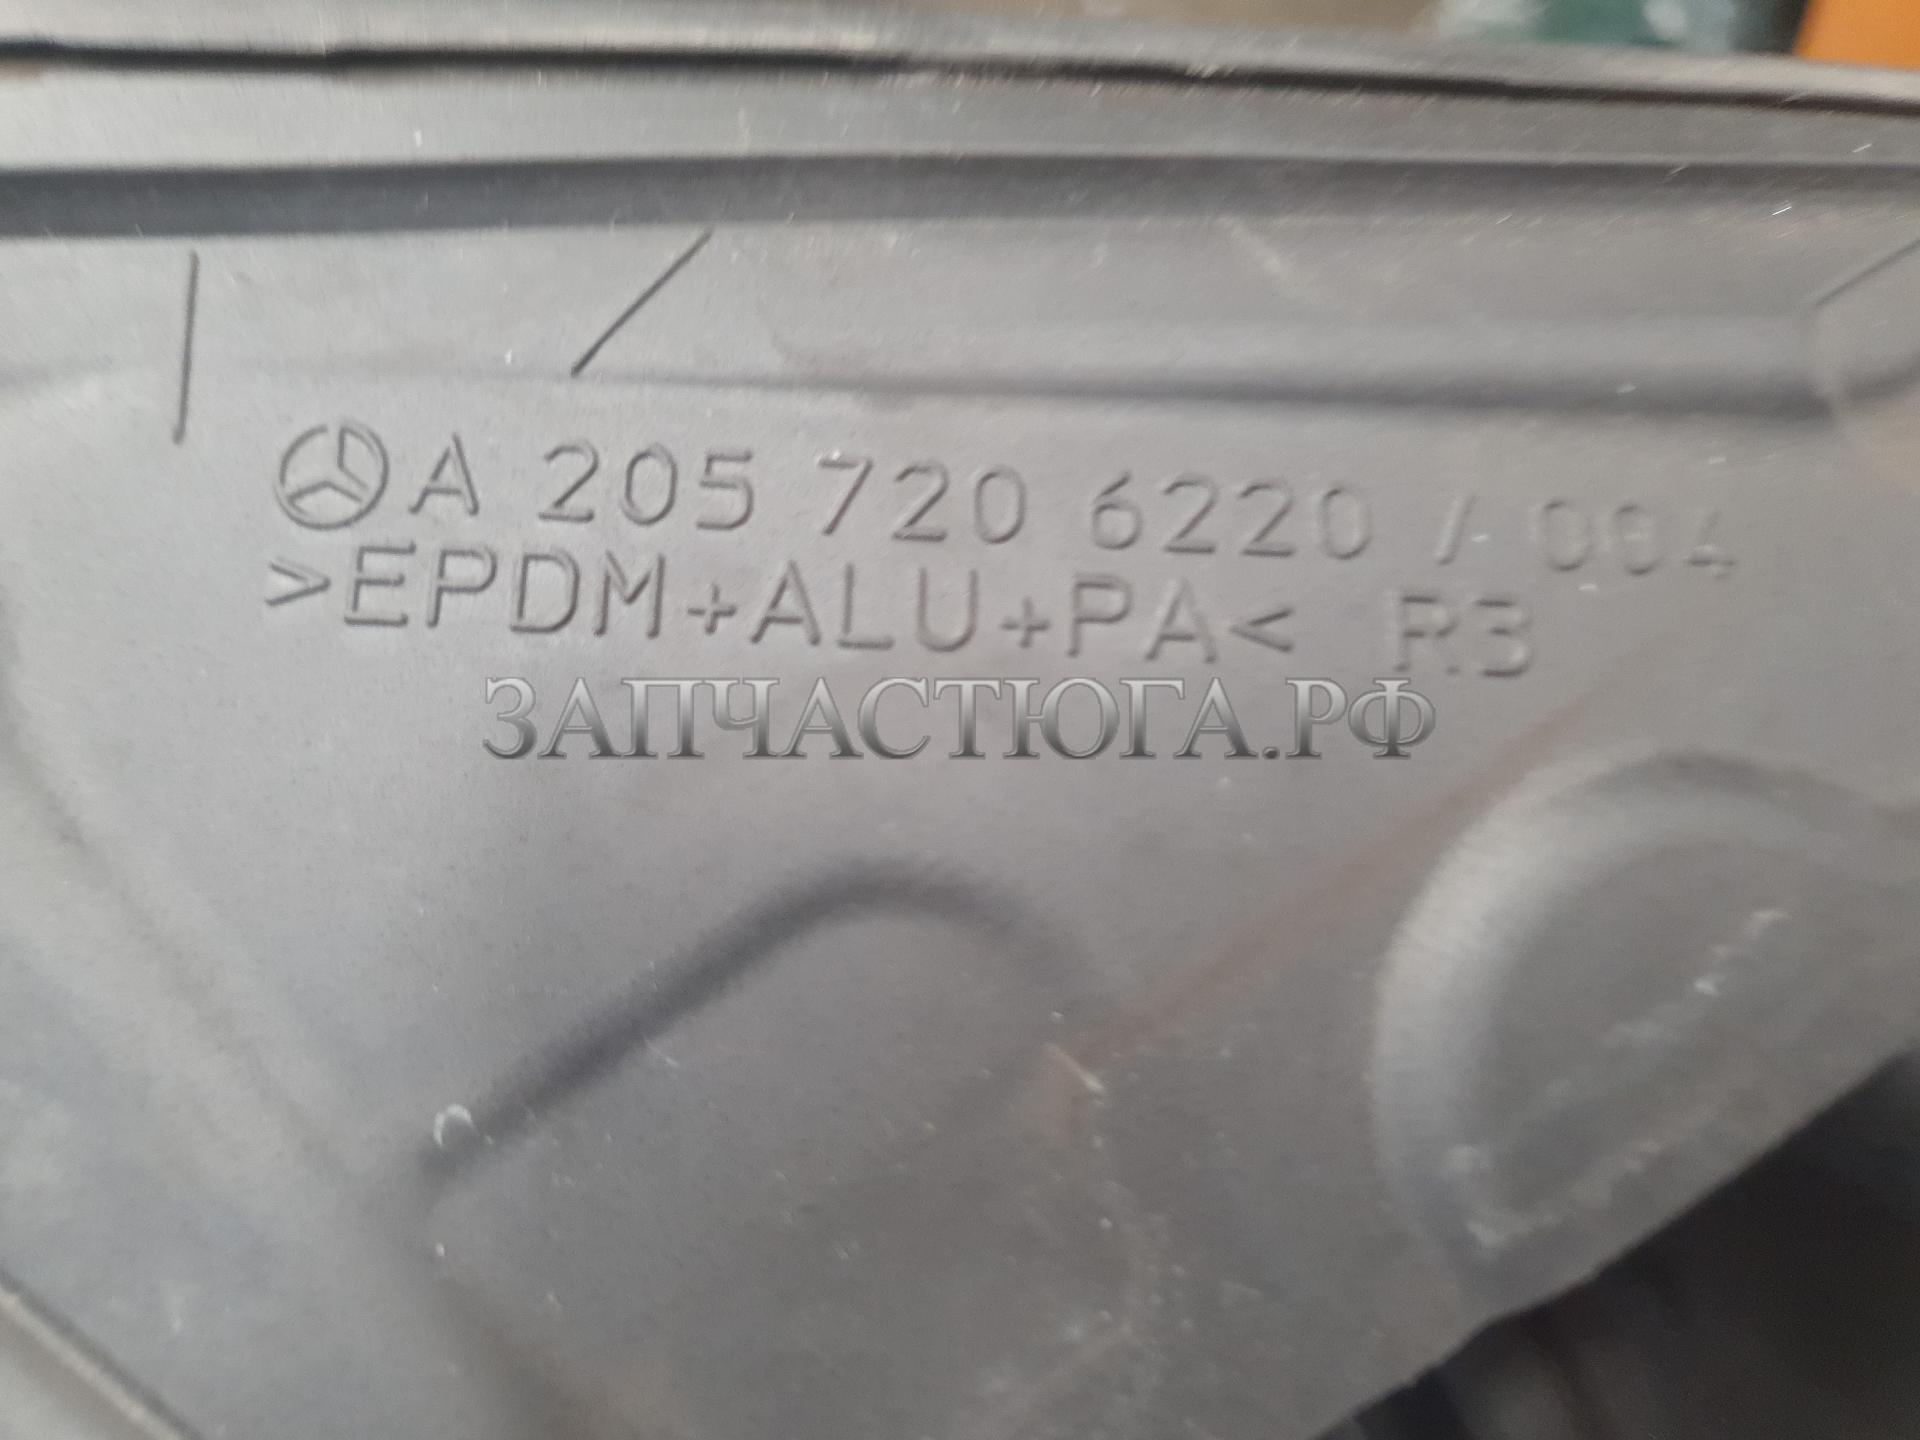 A 205 720 6220 / 004
>EPDM+ALU+PA< R3
ЗАПЧАСТЮГА.РФ